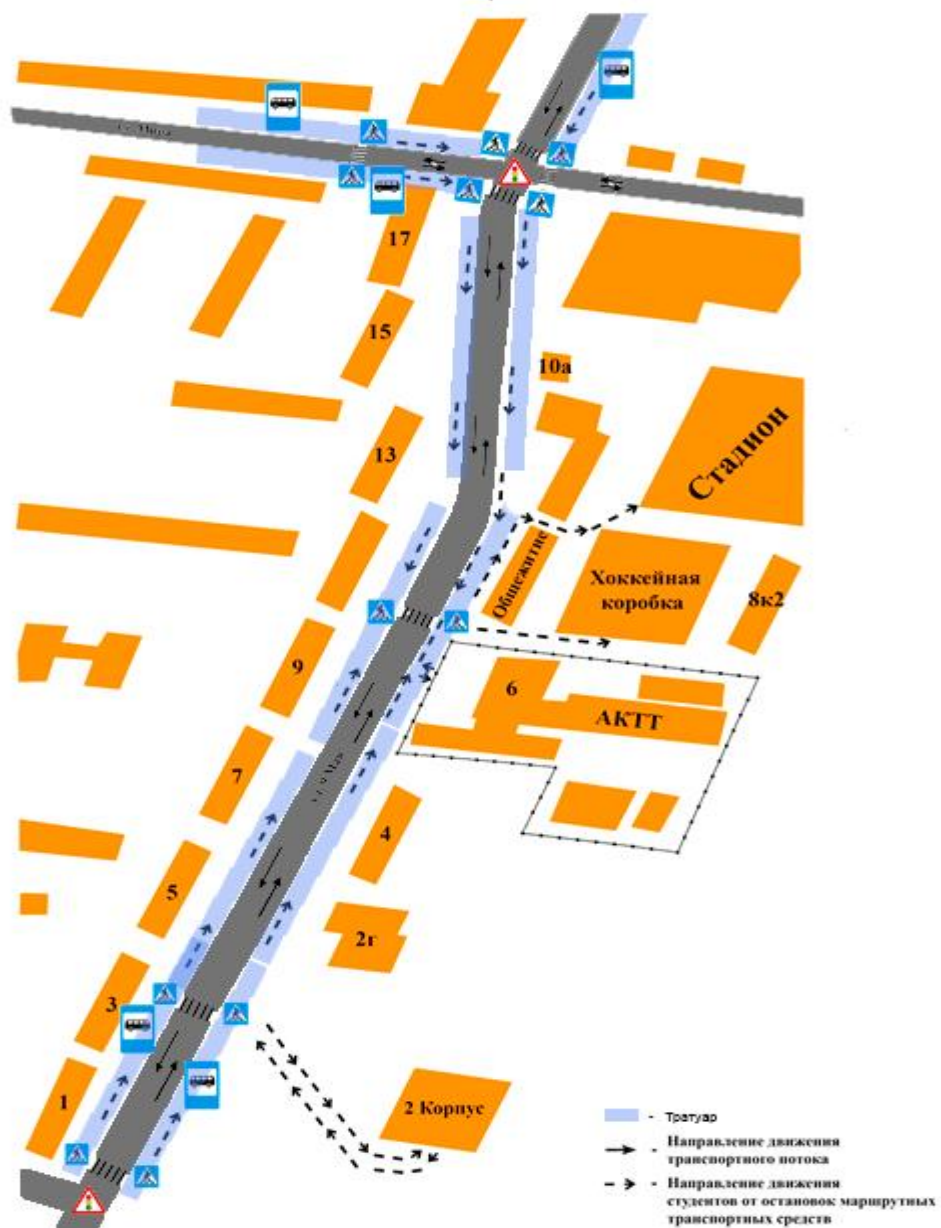 17
15
10а
13
Стадион
Общежитие
Хоккейная
коробка
8к2
9
6
АКТТ
7
4
5
2г
3
1
2 Корпус
- Тратуар
- Направление движения
транспортного потока
- Направление движения
студентов от остановок маршрутных
транспортных средств